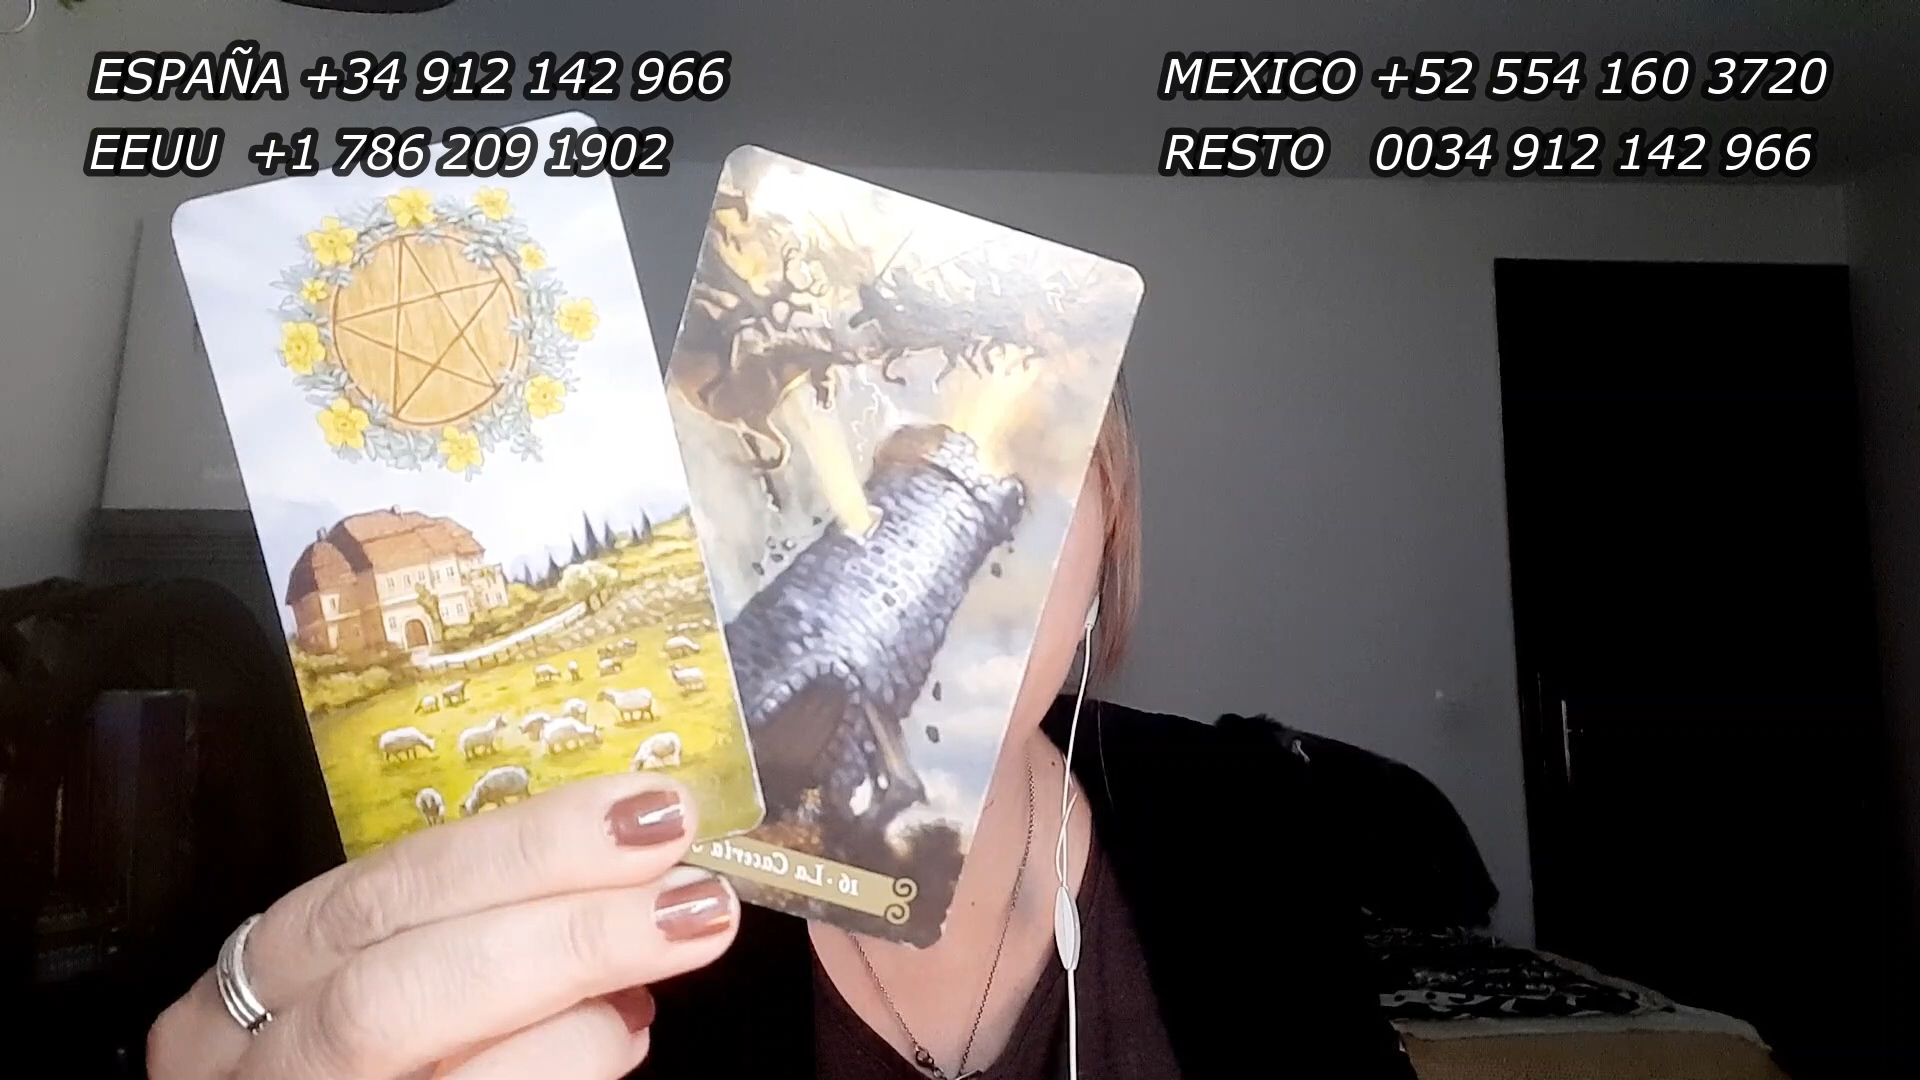 ESPAÑA +34 912 142 966
EEUU +1 786 209 1902
MEXICO +52 554 160 3720
RESTO 0034 912 142 966
16 · La Cacería